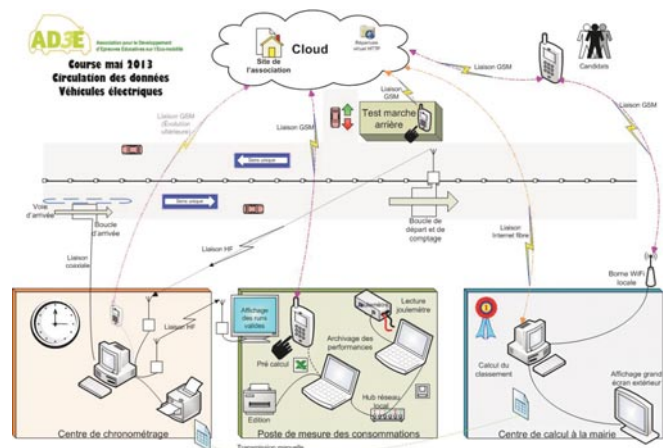 AD3E
Association pour le Développement
d'Epreuves Educatives sur l'Eco-mobilité
Course mai 2013
Circulation des données
Véhicules électriques
Cloud
Site de
l'association
Répertoire
virtuel HTTP
Liaison GSM
Candidats
Liaison GSM
(Evolution
ultérieure)
Liaison GSM
Liaison
GSM
Test marche
arrière
Liaison GSM
Sens unique
Sens unique
Voie
d'arrivée
Boucle
d'arrivée
Boucle de
départ et de
comptage
Liaison
coaxiale
Liaison HF
Liaison
Internet fibre
Borne WiFi
locale
Liaison HF
Affichage
des runs
valides
Joulemètre
Lecture
joulemètre
Pré calcul
Archivage des
performances
Calcul du
classement
Edition
Hub réseau
local
Affichage grand
écran extérieur
Centre de chronométrage
Poste de mesure des consommations
Centre de calcul à la mairie
Transmission manuelle